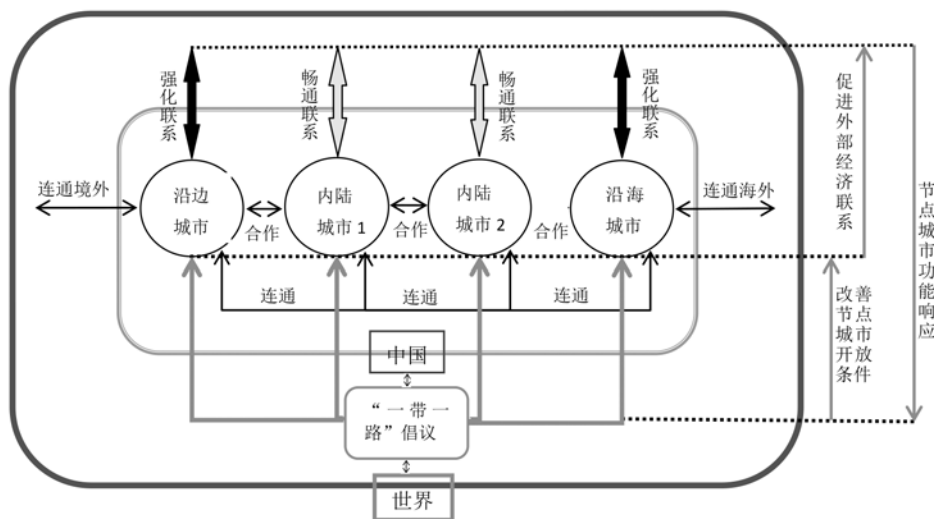 强化联系
畅通联系
畅通联系
强化联系
促进外部经济联系
连通境外
沿边
城市
合作
内陆
城市 1
合作
内陆
城市 2
合作
沿海
城市
连通海外
节点城市功能响应
连通
连通
连通
改善
节点
城市
开放
条件
中国
“一带一
路”倡议
世界